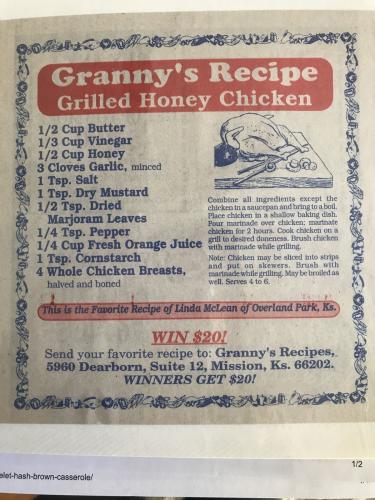 Granny's Recipe
Grilled Honey Chicken
1/2 Cup Butter
1/3 Cup Vinegar
1/2 Cup Honey
3 Cloves Garlic, minced
1 Tsp. Salt
1 Tsp. Dry Mustard
1/2 Tsp. Dried
Marjoram Leaves
1/4 Tsp. Pepper
1/4 Cup Fresh Orange Juice
1 Tsp. Cornstarch
4 Whole Chicken Breasts,
halved and boned
Combine all ingredients except the
chicken in a saucepan and bring to a boil.
Place chicken in a shallow baking dish.
Pour marinade over chicken; marinate
chicken for 2 hours. Cook chicken on a
grill to desired doneness. Brush chicken
with marinade while grilling.
Note: Chicken may be sliced into strips
and put on skewers. Brush with
marinade while grilling. May be broiled as
well. Serves 4 to 6.
This is the Favorite Recipe of Linda McLean of Overland Park, Ks.
WIN $20!
Send your favorite recipe to: Granny's Recipes,
5960 Dearborn, Suite 12, Mission, Ks. 66202.
WINNERS GET $20!
1/2
elet-hash-brown-casserole/